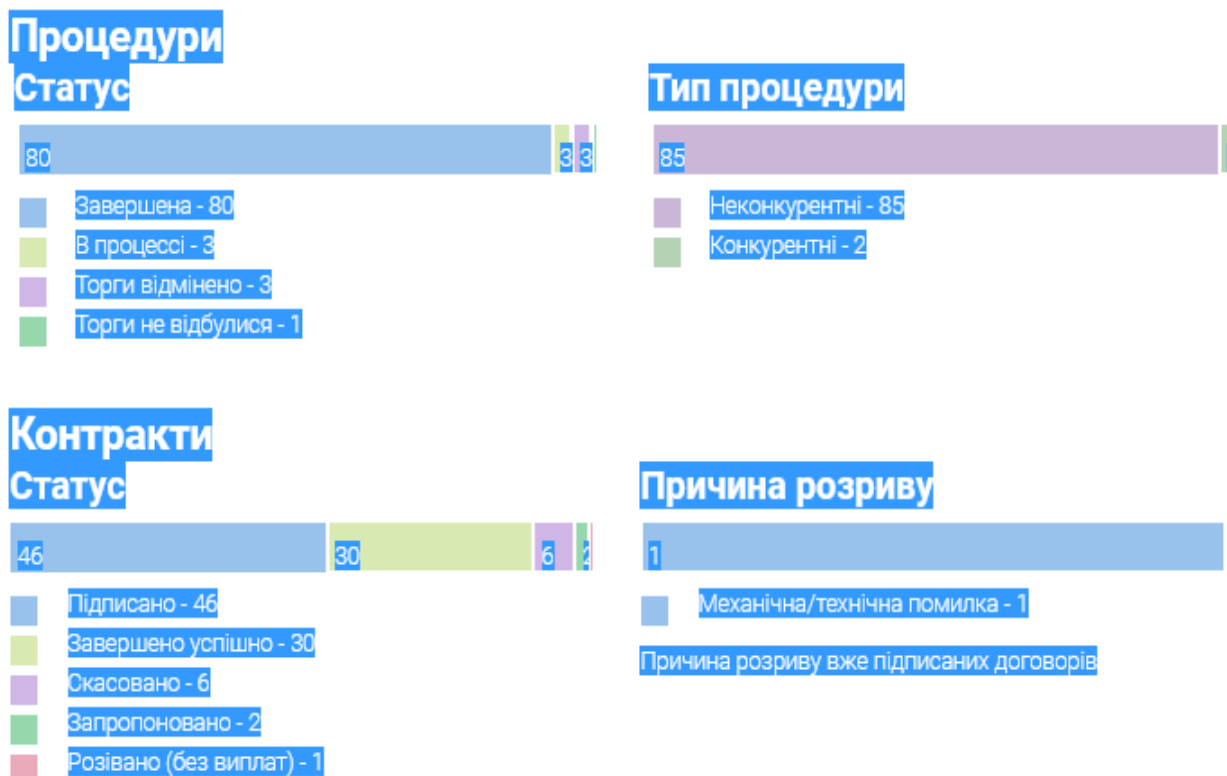 Процедури
Статус
80
3
3
Завершена - 80
В процессі - 3
Торги відмінено - 3
Торги не відбулися - 1
Тип процедури
85
Неконкурентні - 85
Конкурентні - 2
Контракти
Статус
46
30
6
2
Підписано - 46
Завершено успішно - 30
Скасовано - 6
Запропоновано - 2
Розівано (без виплат) - 1
Причина розриву
1
Механічна/технічна помилка - 1
Причина розриву вже підписаних договорів